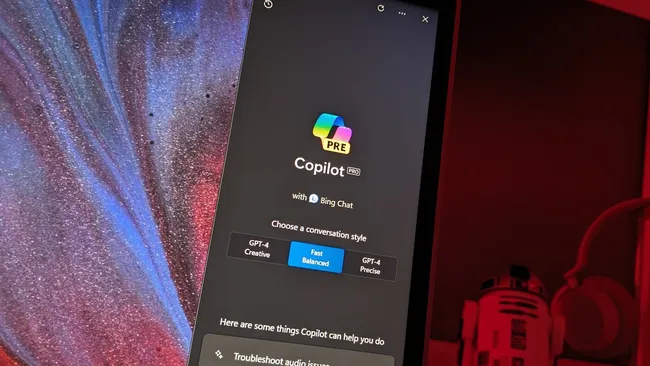 PRE
Copilot PRO
with Bing Chat
Choose a conversation style
GPT-4
Creative
Fast
Balanced
GPT-4
Precise
Here are some things Copilot can help you do
Troubleshoot audio